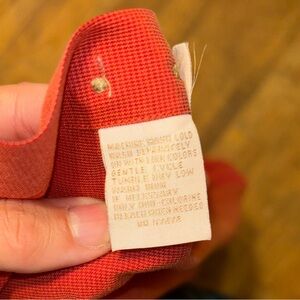 MACHINE WASH COLD
WASH SEPARATELY
OR WITH LIKE COLORS
GENTLE CYCLE
TUMBLE DRY LOW
WARM IRON
IF NECESSARY
ONLY NON-CHLORINE
BLEACH WHEN NEEDED
RN